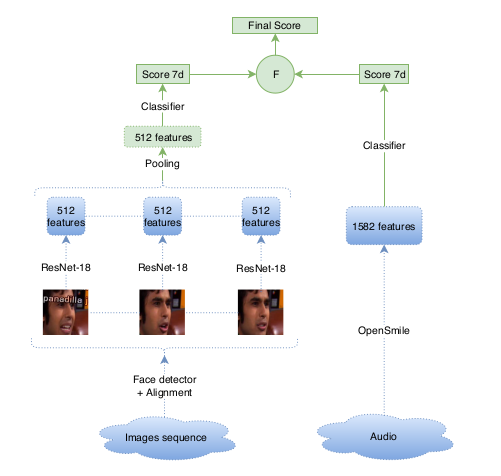 Final Score
Score 7d
F
Score 7d
Classifier
512 features
Classifier
Pooling
512
features
512
features
512
features
1582 features
ResNet-18
ResNet-18
ResNet-18
panadilla
OpenSmile
Face detector
+ Alignment
Images sequence
Audio